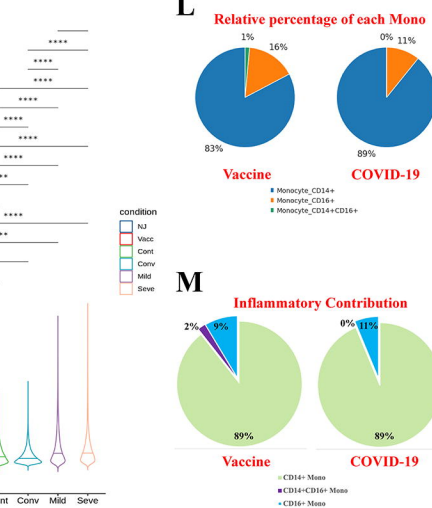 L
Relative percentage of each Mono
1%
16%
83%
0%
11%
89%
Vaccine
COVID-19
Monocyte_CD14+
Monocyte_CD16+
Monocyte_CD14+CD16+
****
****
****
****
****
****
****
**
****
**
condition
NJ
Vacc
Cont
Conv
Mild
Seve
nt
Conv
Mild
Seve
M
Inflammatory Contribution
2%
9%
89%
0%
11%
89%
Vaccine
COVID-19
CD14+ Mono
CD14+CD16+ Mono
CD16+ Mono